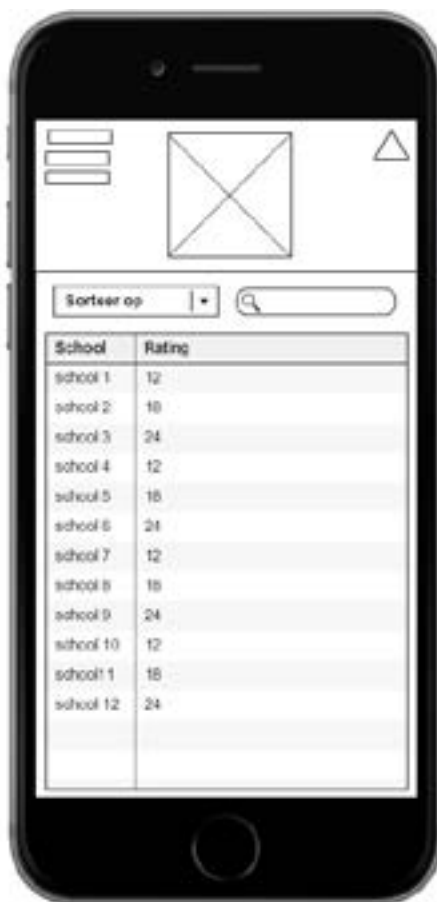 Sorteer op
School Rating
school 1 12
school 2 18
school 3 24
school 4 12
school 5 18
school 6 24
school 7 12
school 8 18
school 9 24
school 10 12
school11 18
school 12 24